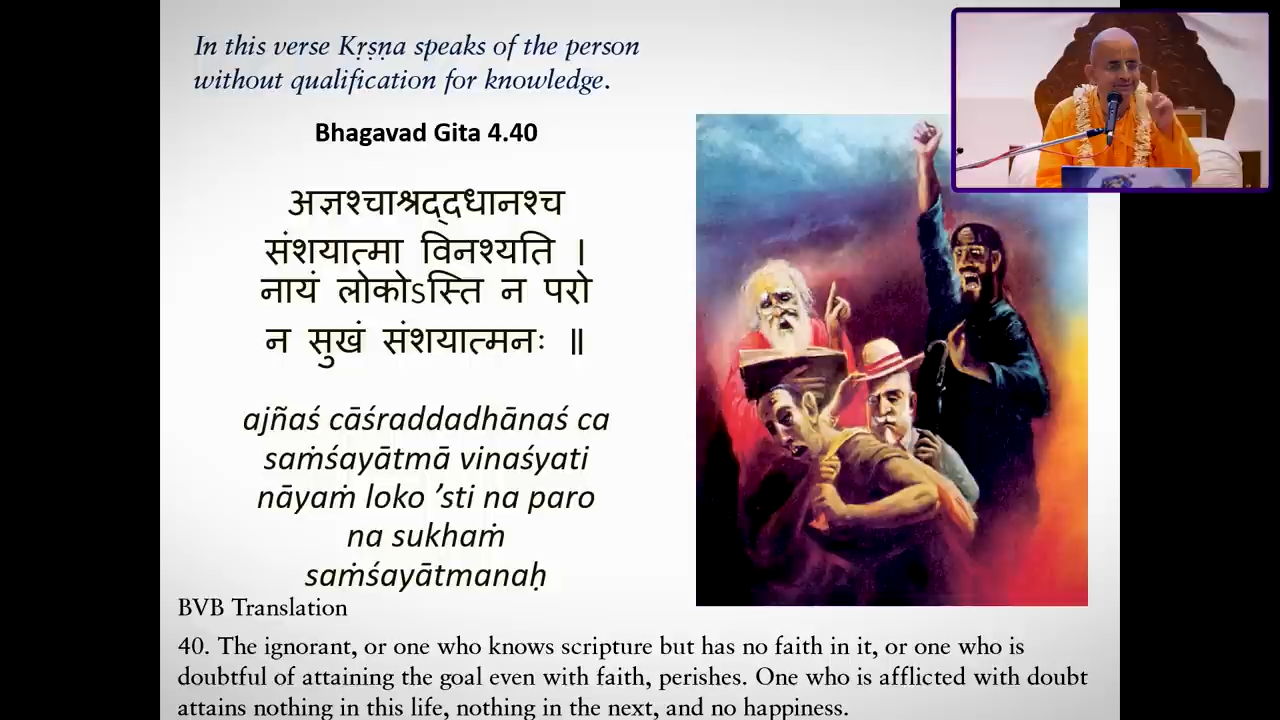 In this verse Kṛṣṇa speaks of the person
without qualification for knowledge.
Bhagavad Gita 4.40
अज्ञश्चाश्रद्दधानश्च
संशयात्मा विनश्यति ।
नायं लोकोऽस्ति न परो
न सुखं संशयात्मनः ॥
ajñaś cāśraddadhānaś ca
saṁśayātmā vinaśyati
nāyaṁ loko ’sti na paro
na sukhaṁ
saṁśayātmanaḥ
BVB Translation
40. The ignorant, or one who knows scripture but has no faith in it, or one who is
doubtful of attaining the goal even with faith, perishes. One who is afflicted with doubt
attains nothing in this life, nothing in the next, and no happiness.